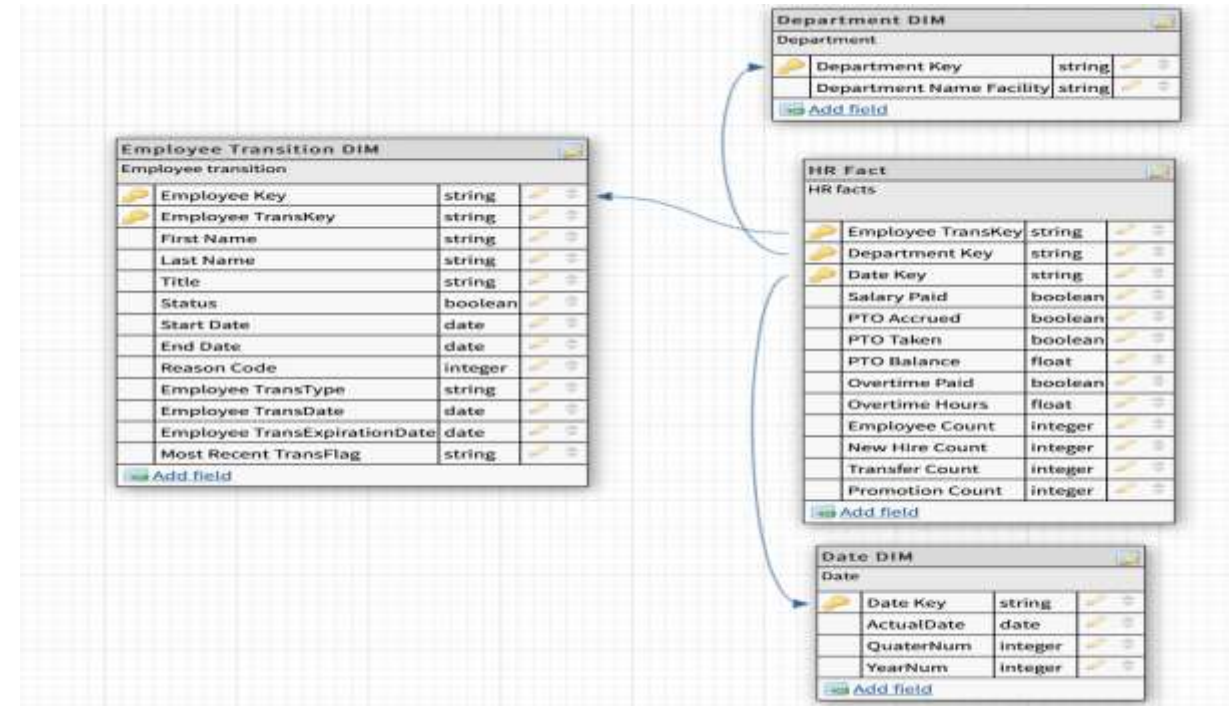 Department DIM
Department
Department Key string
Department Name Facility string
Add field
Employee Transition DIM
Employee transition
Employee Key string
Employee TransKey string
First Name string
Last Name string
Title string
Status boolean
Start Date date
End Date date
Reason Code integer
Employee TransType string
Employee TransDate date
Employee TransExpirationDate date
Most Recent TransFlag string
Add field
HR Fact
HR facts
Employee TransKey string
Department Key string
Date Key string
Salary Paid boolean
PTO Accrued boolean
PTO Taken boolean
PTO Balance float
Overtime Paid boolean
Overtime Hours float
Employee Count integer
New Hire Count integer
Transfer Count integer
Promotion Count integer
Add field
Date DIM
Date
Date Key string
ActualDate date
QuaterNum integer
YearNum integer
Add field